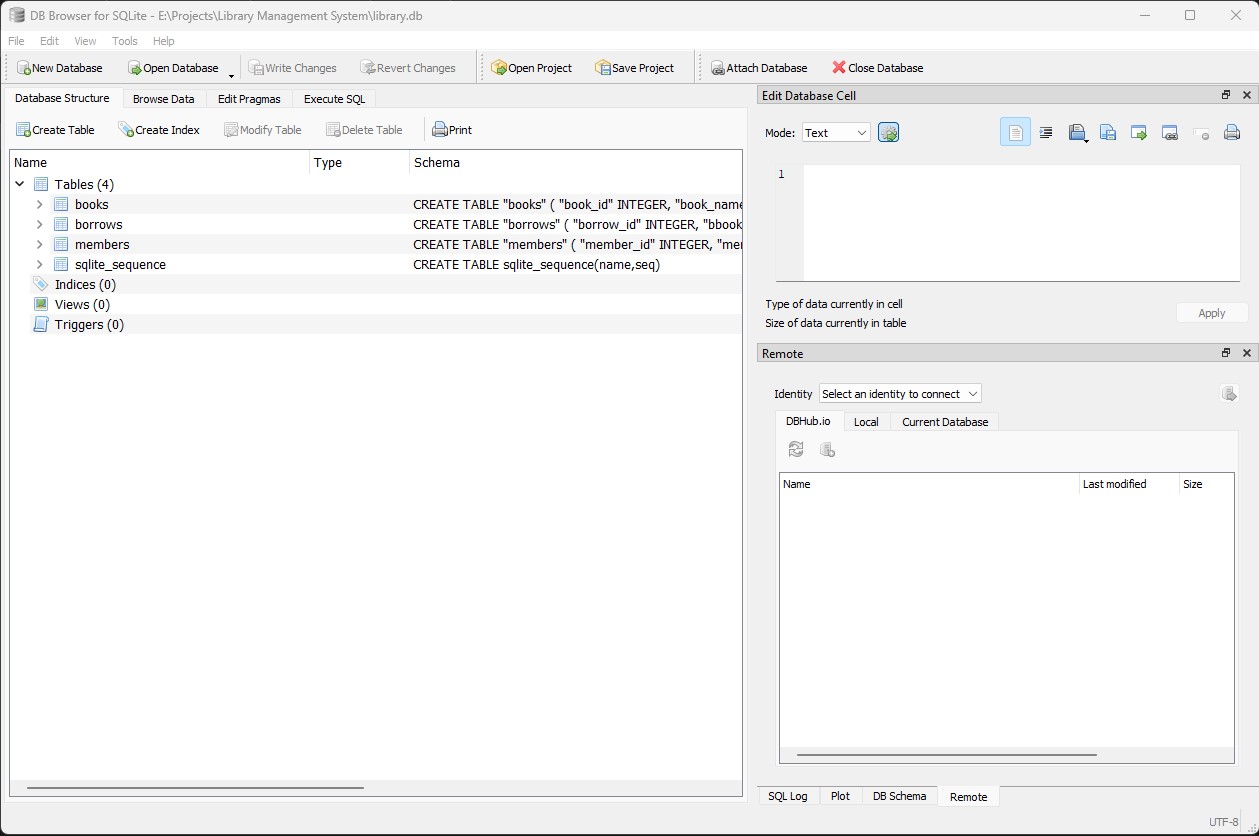 DB Browser for SQLite - E:\Projects\Library Management System\library.db
File Edit View Tools Help
New Database Open Database Write Changes Revert Changes Open Project Save Project Attach Database Close Database
Database Structure Browse Data Edit Pragmas Execute SQL
Create Table Create Index Modify Table Delete Table Print
Name Type Schema
Tables (4)
books CREATE TABLE "books" ( "book_id" INTEGER, "book_name
borrows CREATE TABLE "borrows" ( "borrow_id" INTEGER, "bbook
members CREATE TABLE "members" ( "member_id" INTEGER, "mer
sqlite_sequence CREATE TABLE sqlite_sequence(name,seq)
Indices (0)
Views (0)
Triggers (0)
Edit Database Cell
Mode: Text
1
Type of data currently in cell
Size of data currently in table
Apply
Remote
Identity Select an identity to connect
DBHub.io Local Current Database
Name Last modified Size
SQL Log Plot DB Schema Remote
UTF-8